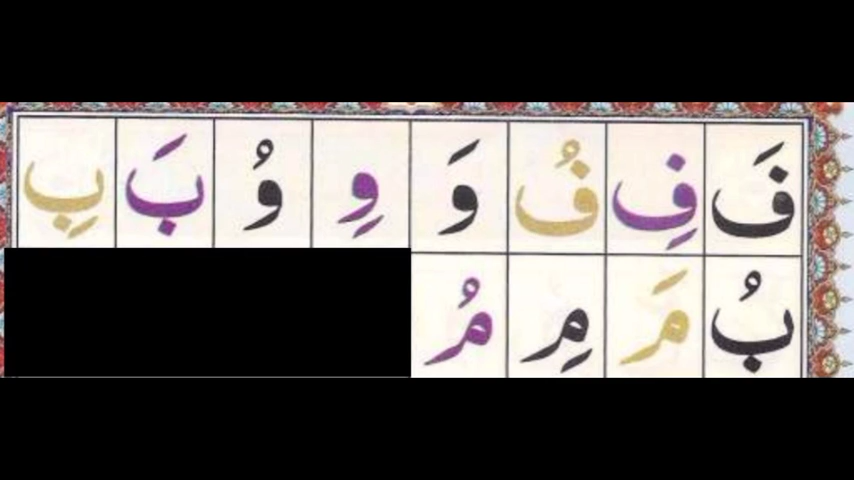 فَ فِ فُ وَ وِ وُ بَ بِ
بُ مَ مِ مُ